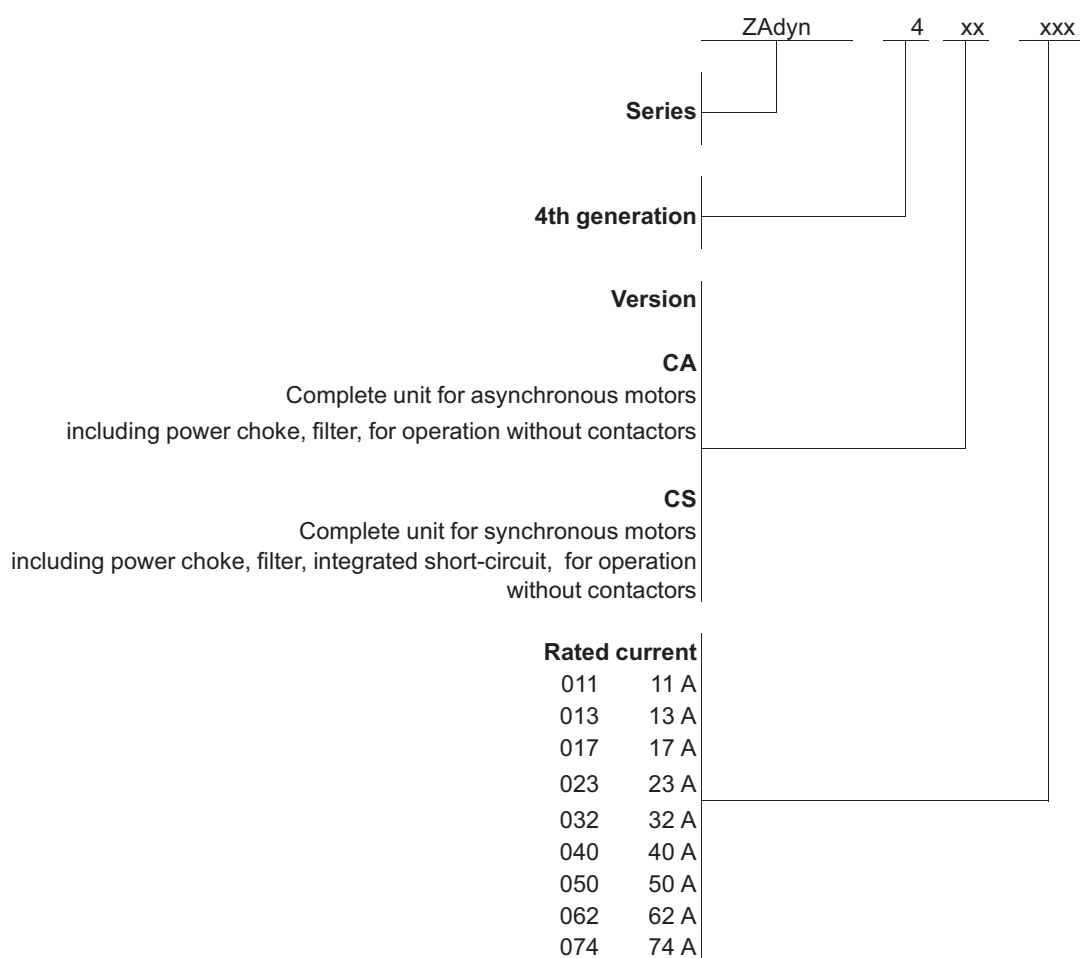 ZAdyn 4 xx xxx
Series
4th generation
Version
CA
Complete unit for asynchronous motors
including power choke, filter, for operation without contactors
CS
Complete unit for synchronous motors
including power choke, filter, integrated short-circuit, for operation
without contactors
Rated current
011 11 A
013 13 A
017 17 A
023 23 A
032 32 A
040 40 A
050 50 A
062 62 A
074 74 A